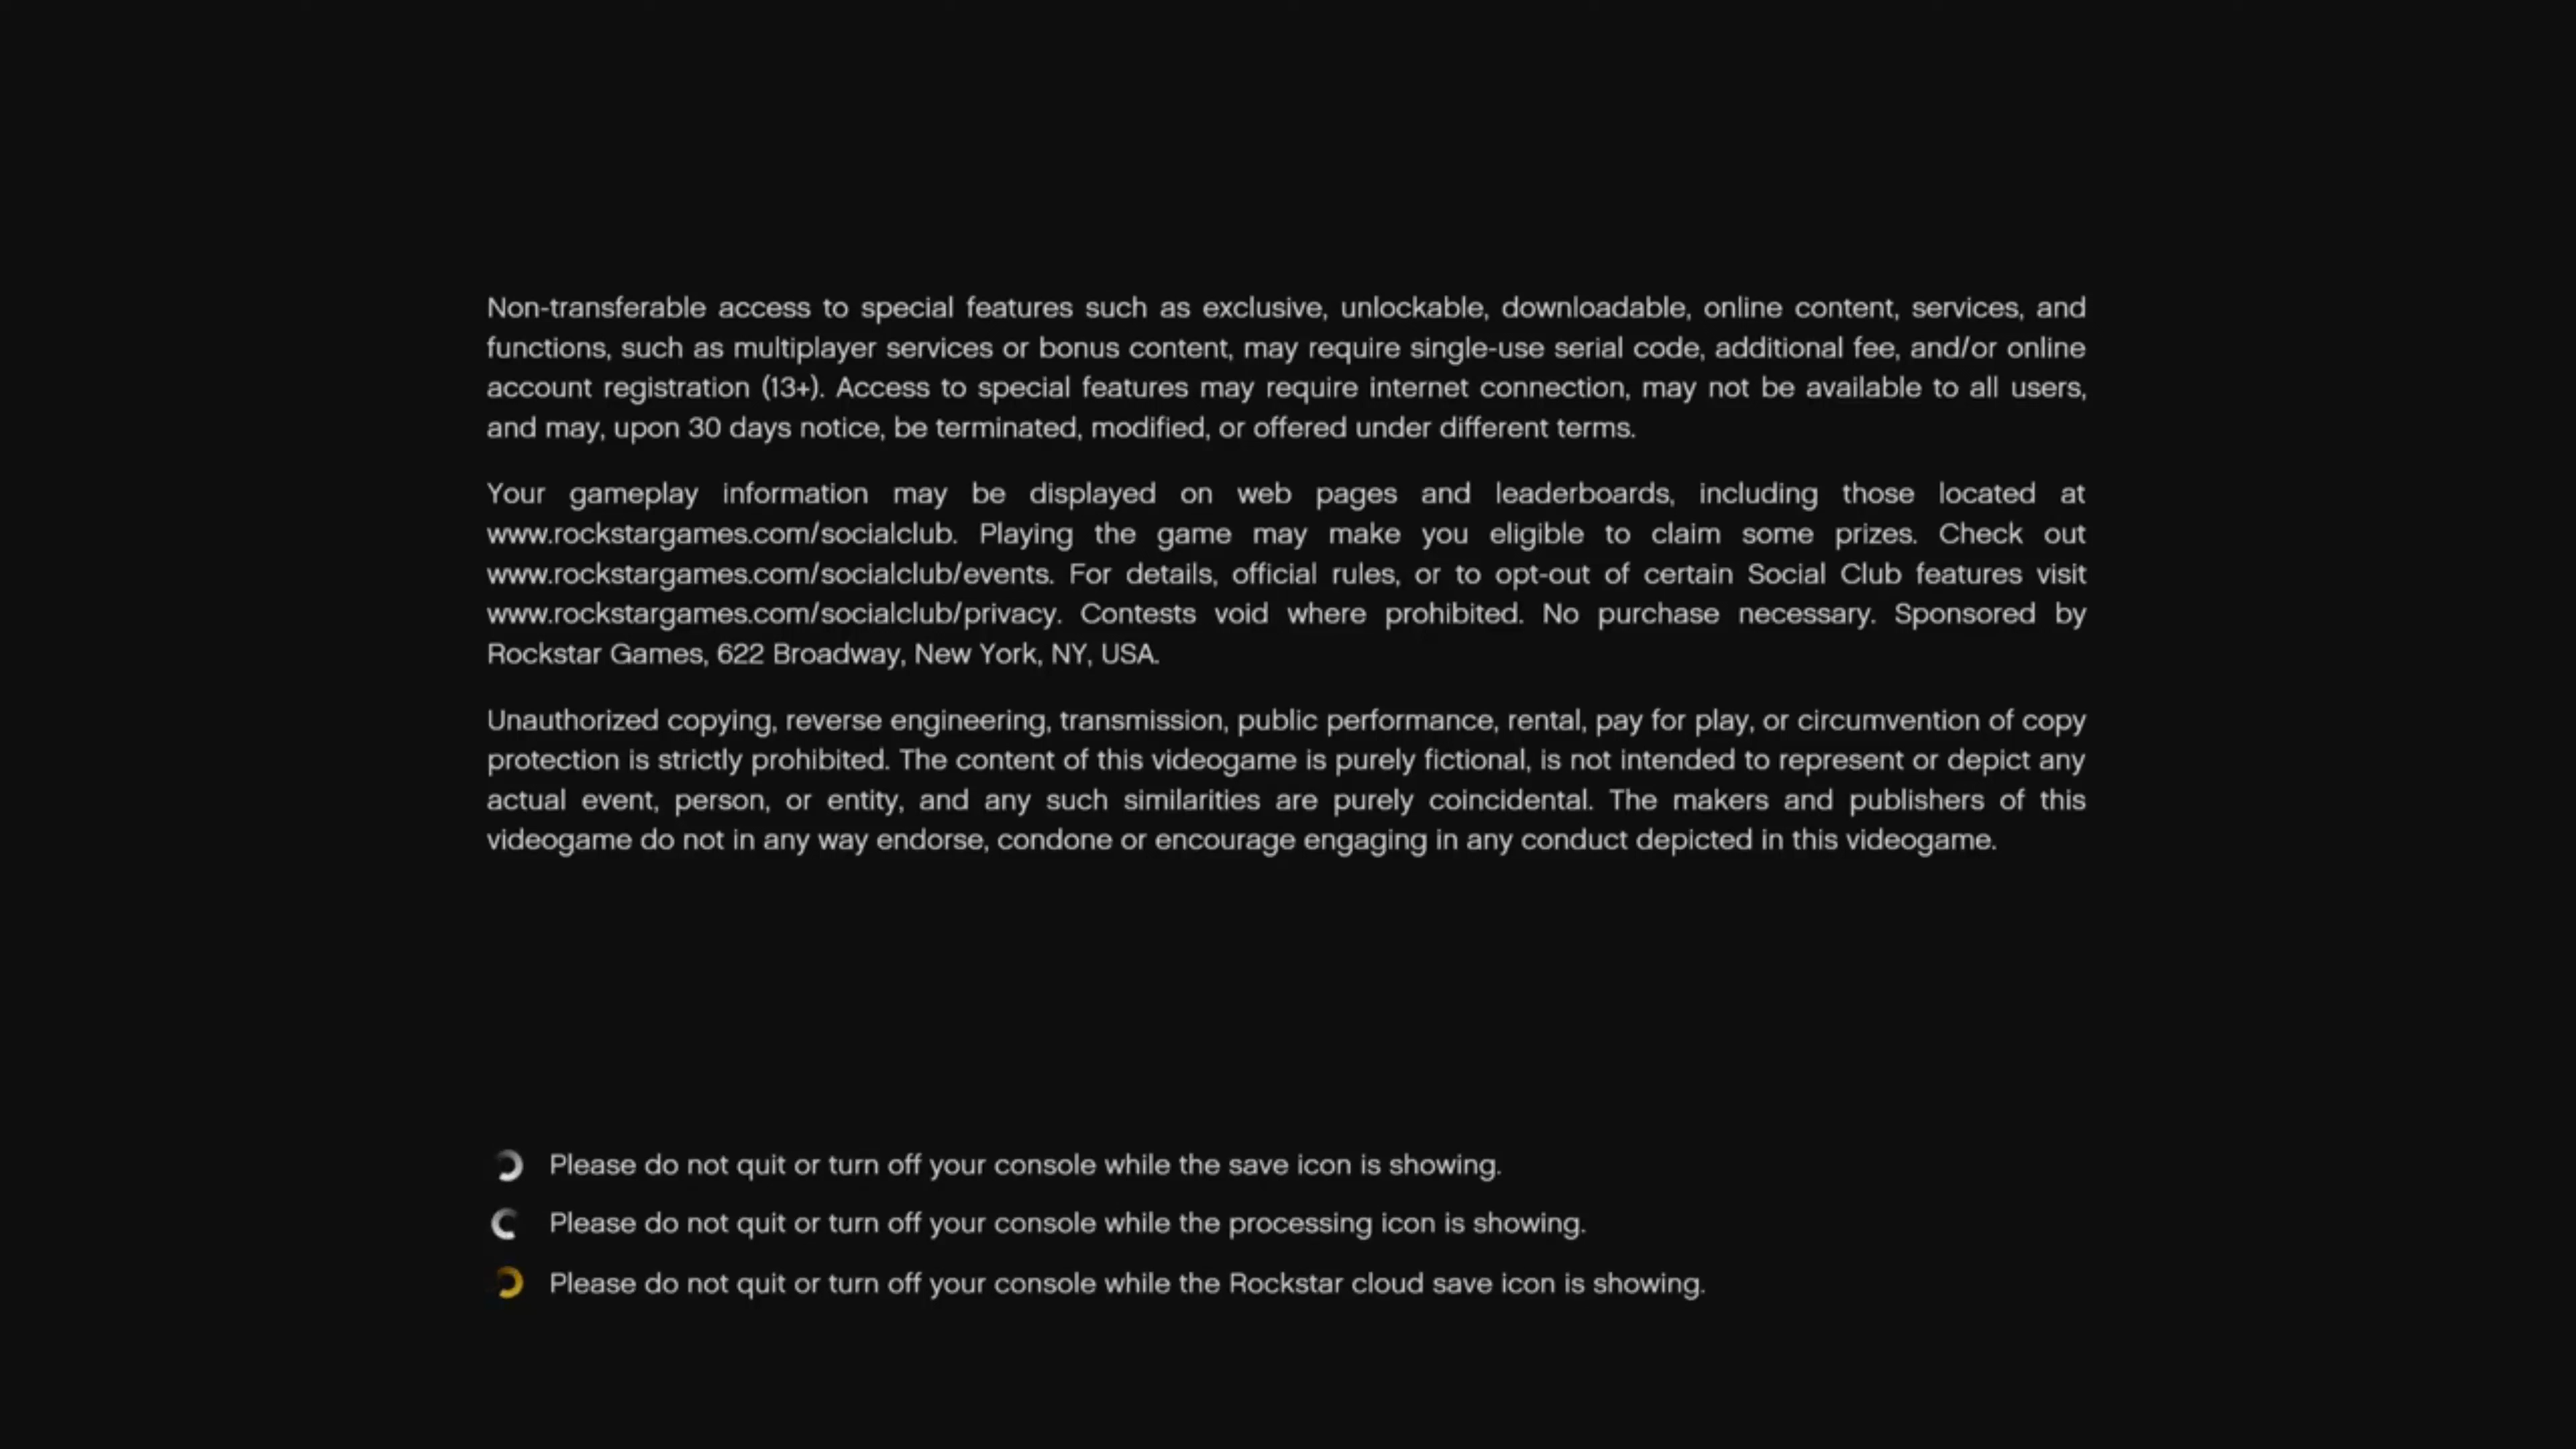 Non-transferable access to special features such as exclusive, unlockable, downloadable, online content, services, and
functions, such as multiplayer services or bonus content, may require single-use serial code, additional fee, and/or online
account registration (13+). Access to special features may require internet connection, may not be available to all users,
and may, upon 30 days notice, be terminated, modified, or offered under different terms.
Your gameplay information may be displayed on web pages and leaderboards, including those located at
www.rockstargames.com/socialclub. Playing the game may make you eligible to claim some prizes. Check out
www.rockstargames.com/socialclub/events. For details, official rules, or to opt-out of certain Social Club features visit
www.rockstargames.com/socialclub/privacy. Contests void where prohibited. No purchase necessary. Sponsored by
Rockstar Games, 622 Broadway, New York, NY, USA.
Unauthorized copying, reverse engineering, transmission, public performance, rental, pay for play, or circumvention of copy
protection is strictly prohibited. The content of this videogame is purely fictional, is not intended to represent or depict any
actual event, person, or entity, and any such similarities are purely coincidental. The makers and publishers of this
videogame do not in any way endorse, condone or encourage engaging in any conduct depicted in this videogame.
Please do not quit or turn off your console while the save icon is showing.
Please do not quit or turn off your console while the processing icon is showing.
Please do not quit or turn off your console while the Rockstar cloud save icon is showing.